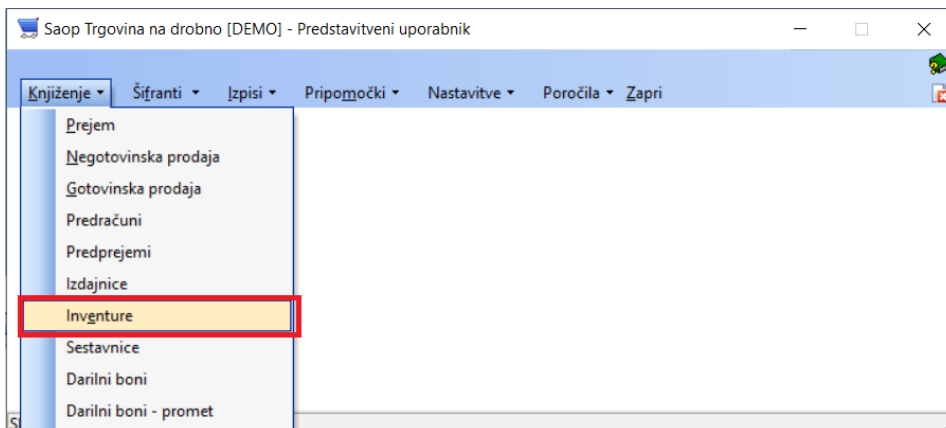 Saop Trgovina na drobno [DEMO] - Predstavitveni uporabnik
Knjiženje Šifranti Izpisi Pripomočki Nastavitve Poročila Zapri
Prejem
Negotovinska prodaja
Gotovinska prodaja
Predračuni
Predprejemi
Izdajnice
Inventure
Sestavnice
Darilni boni
Darilni boni - promet